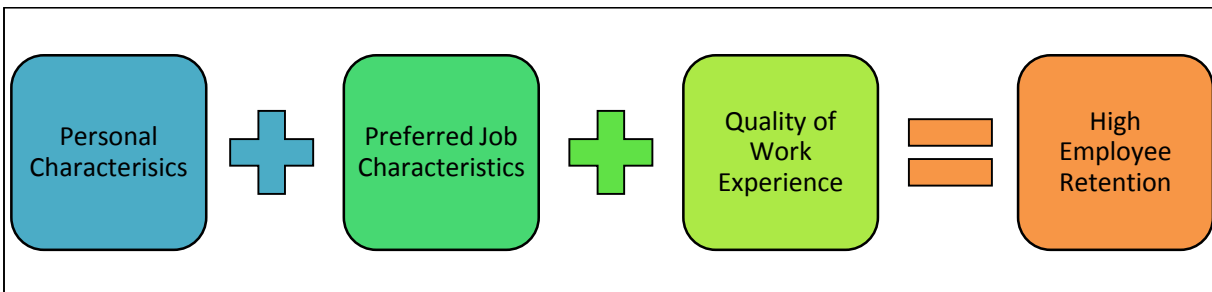 Personal
Characterisics
Preferred Job
Characteristics
Quality of
Work
Experience
High
Employee
Retention